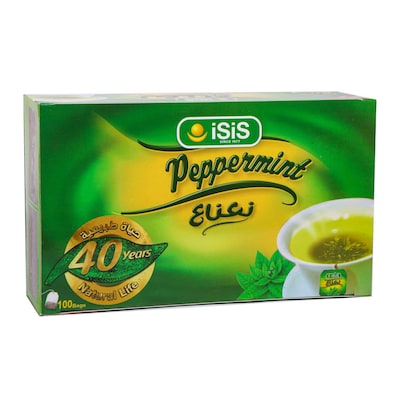 iSiS
SINCE 1977
Peppermint
نعناع
حياة طبيعية
40 Years
Natural Life
100 Bags